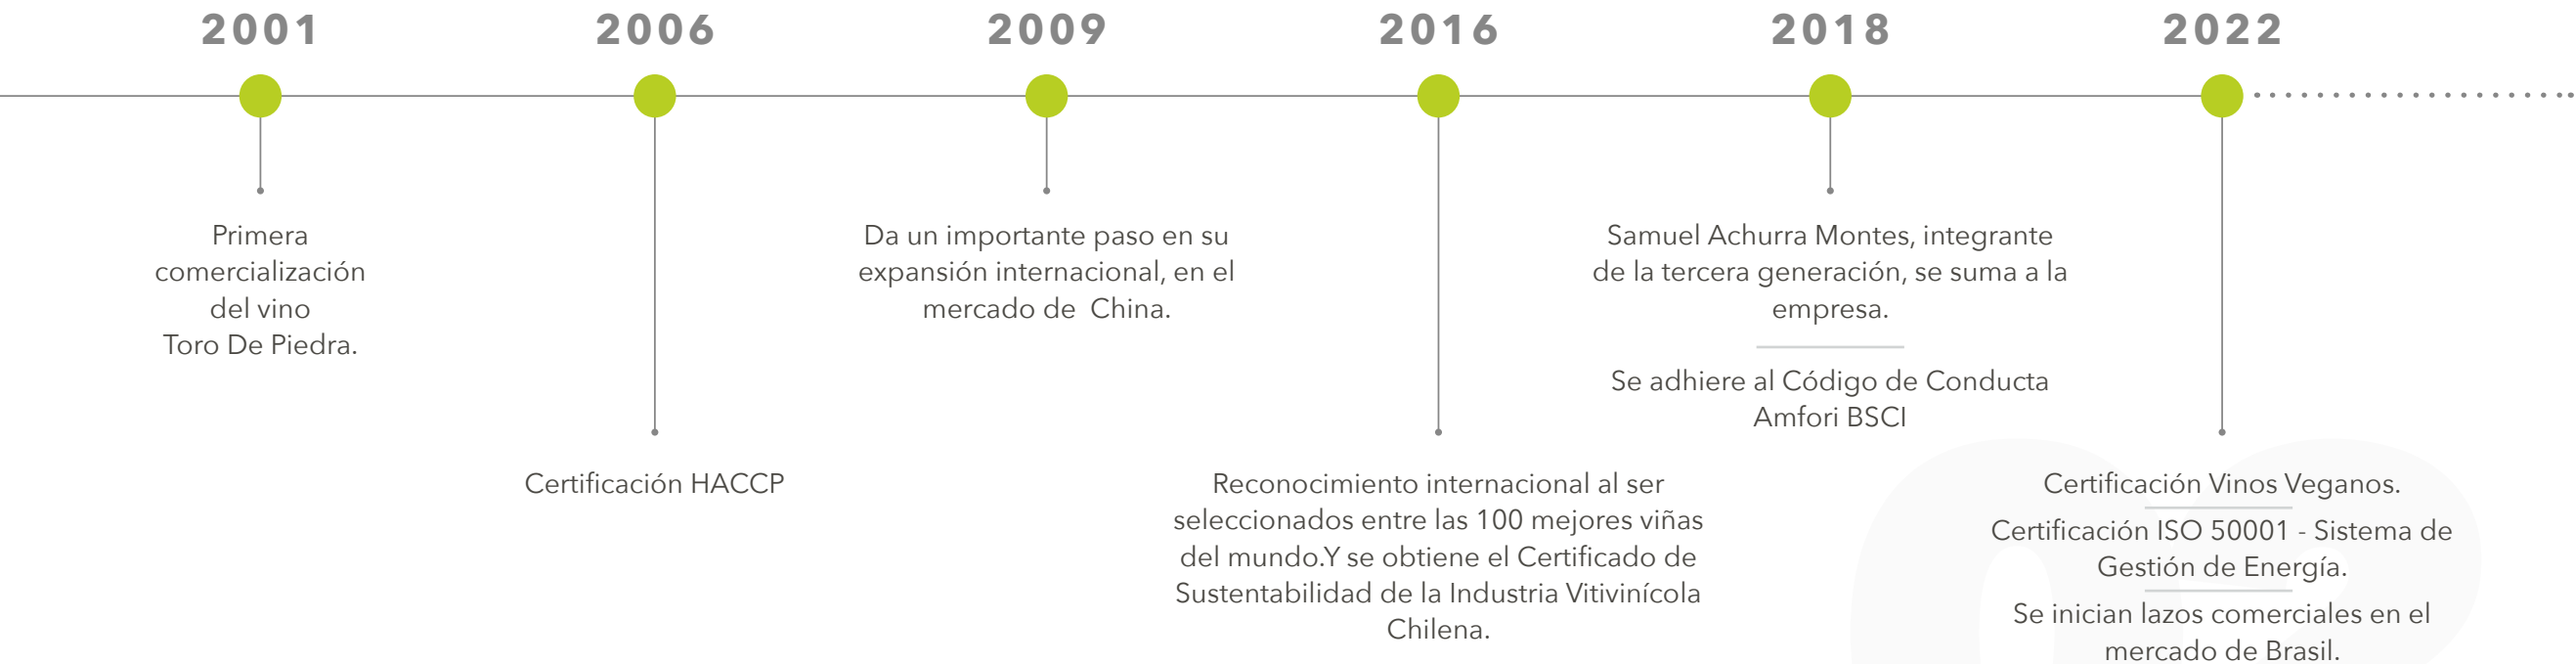 2001
Primera
comercialización
del vino
Toro De Piedra.
2006
Certificación HACCP
2009
Da un importante paso en su
expansión internacional, en el
mercado de  China.
2016
Reconocimiento internacional al ser
seleccionados entre las 100 mejores viñas
del mundo.Y se obtiene el Certificado de
Sustentabilidad de la Industria Vitivinícola
Chilena.
2018
Samuel Achurra Montes, integrante
de la tercera generación, se suma a la
empresa.
Se adhiere al Código de Conducta
Amfori BSCI
2022
Certificación Vinos Veganos.
Certificación ISO 50001 - Sistema de
Gestión de Energía.
Se inician lazos comerciales en el
mercado de Brasil.